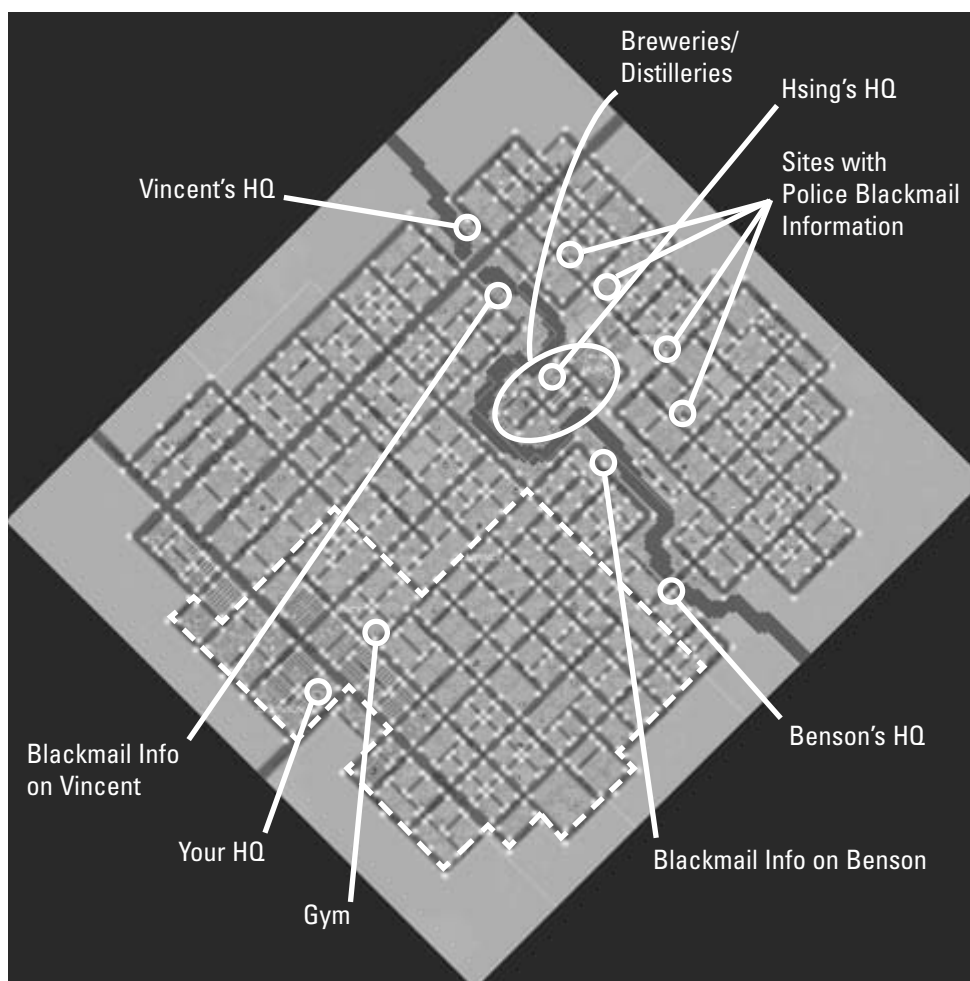 Breweries/
Distilleries
Hsing's HQ
Sites with
Police Blackmail
Information
Vincent's HQ
Benson's HQ
Blackmail Info
on Vincent
Your HQ
Blackmail Info on Benson
Gym